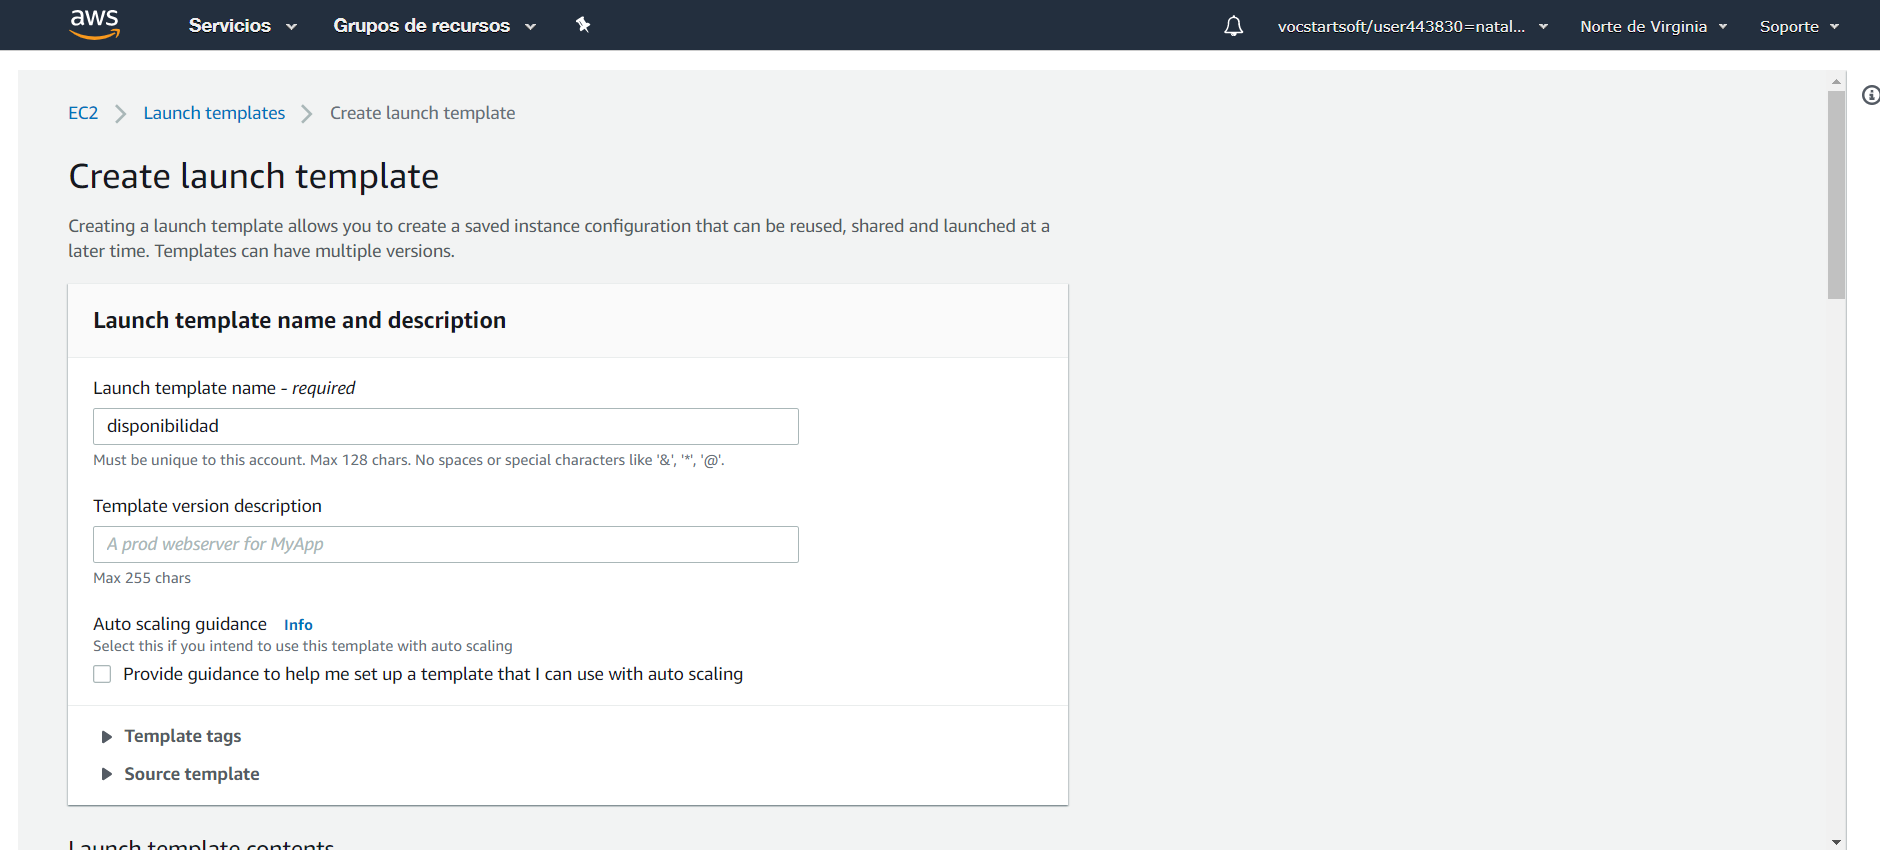 aws
Servicios
Grupos de recursos
vocstartsoft/user443830=natal...
Norte de Virginia
Soporte
EC2
Launch templates
Create launch template
Create launch template
Creating a launch template allows you to create a saved instance configuration that can be reused, shared and launched at a
later time. Templates can have multiple versions.
Launch template name and description
Launch template name - required
disponibilidad
Must be unique to this account. Max 128 chars. No spaces or special characters like '&', '*', '@'.
Template version description
A prod webserver for MyApp
Max 255 chars
Auto scaling guidance Info
Select this if you intend to use this template with auto scaling
Provide guidance to help me set up a template that I can use with auto scaling
Template tags
Source template
Launch template contents